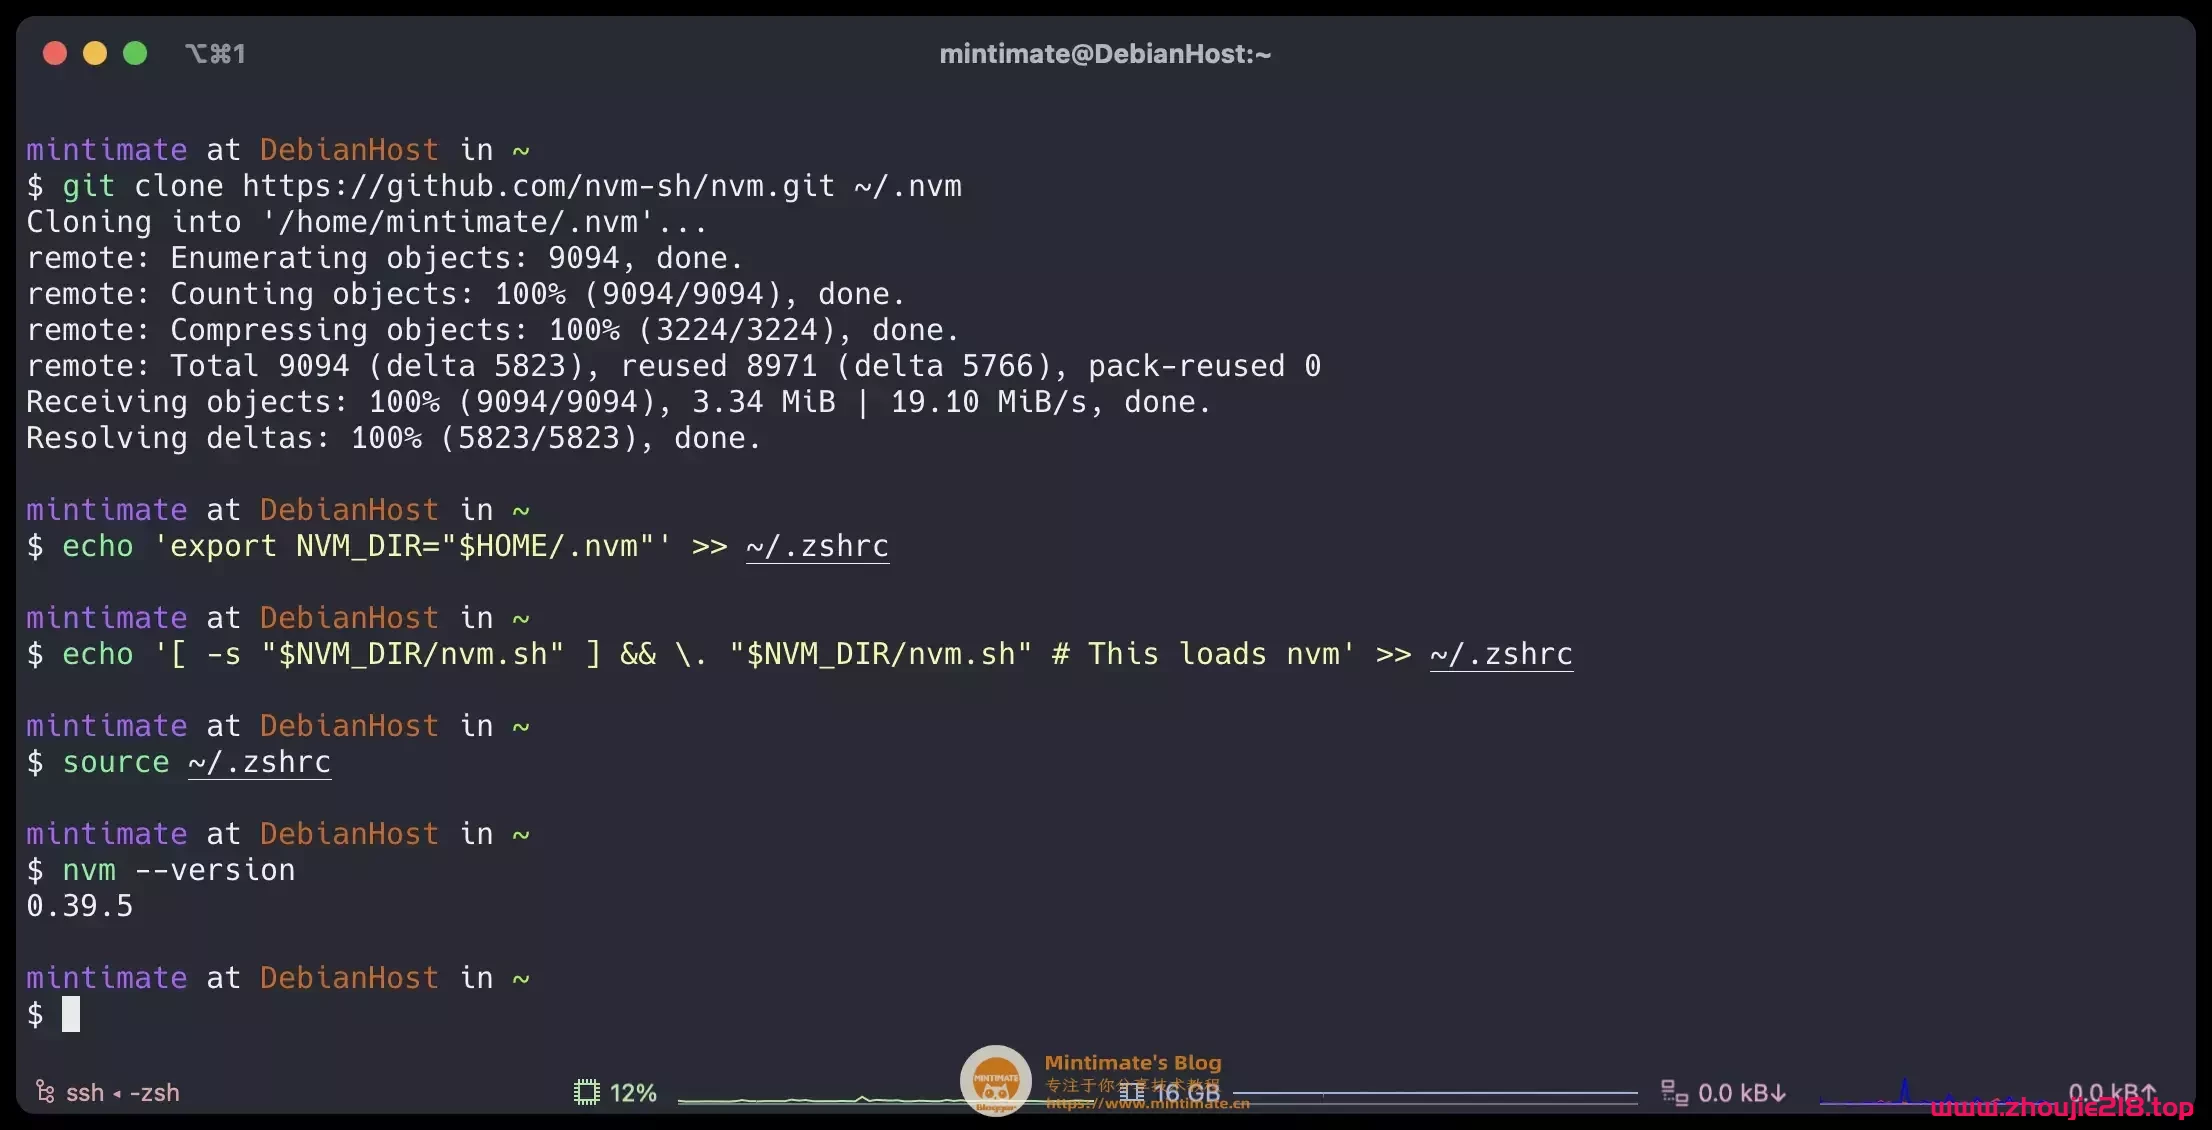 ⌥⌘1
mintimate@DebianHost:~
mintimate at DebianHost in ~
$ git clone https://github.com/nvm-sh/nvm.git ~/.nvm
Cloning into '/home/mintimate/.nvm'...
remote: Enumerating objects: 9094, done.
remote: Counting objects: 100% (9094/9094), done.
remote: Compressing objects: 100% (3224/3224), done.
remote: Total 9094 (delta 5823), reused 8971 (delta 5766), pack-reused 0
Receiving objects: 100% (9094/9094), 3.34 MiB | 19.10 MiB/s, done.
Resolving deltas: 100% (5823/5823), done.
mintimate at DebianHost in ~
$ echo 'export NVM_DIR="$HOME/.nvm"' >> ~/.zshrc
mintimate at DebianHost in ~
$ echo '[ -s "$NVM_DIR/nvm.sh" ] && \. "$NVM_DIR/nvm.sh" # This loads nvm' >> ~/.zshrc
mintimate at DebianHost in ~
$ source ~/.zshrc
mintimate at DebianHost in ~
$ nvm --version
0.39.5
mintimate at DebianHost in ~
$
ssh ◂ -zsh
12%
MINTIMATE
Blogger
Mintimate's Blog
专注于你分享技术教程
https://www.mintimate.cn
16 GB
0.0 kB↓
0.0 kB↑
www.zhoujie218.top